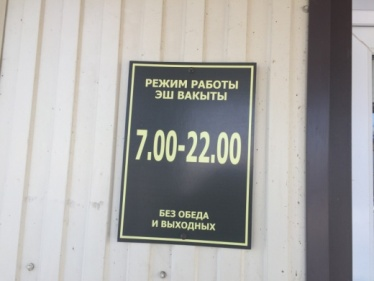 РЕЖИМ РАБОТЫ
ЭШ ВАКЫТЫ
7.00-22.00
БЕЗ ОБЕДА
И ВЫХОДНЫХ